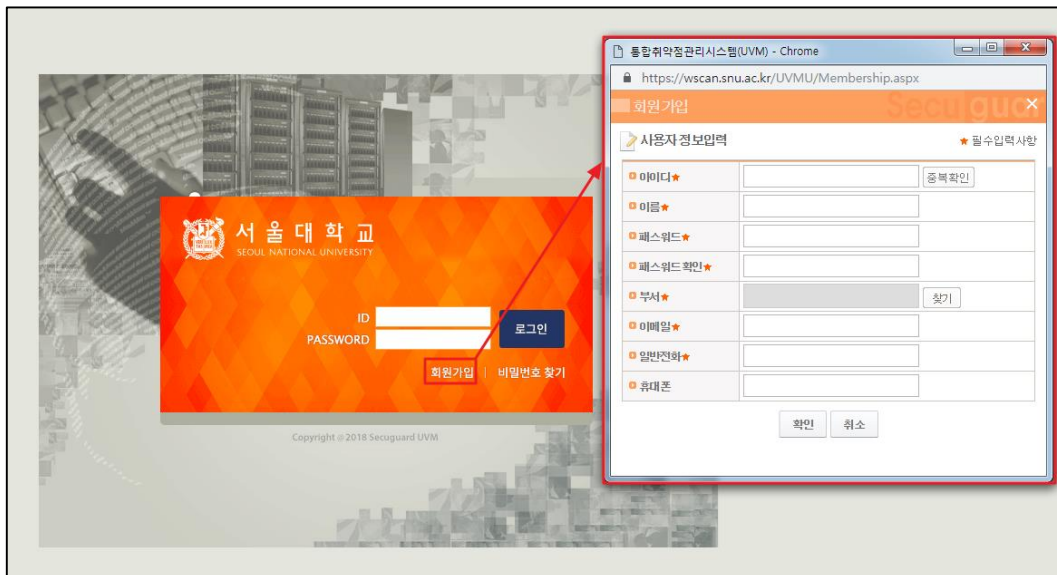 서울대학교
SEOUL NATIONAL UNIVERSITY
ID
PASSWORD
로그인
회원가입 | 비밀번호 찾기
Copyright @ 2018 Secuguard UVM
통합취약점관리시스템(UVM) - Chrome
https://wscan.snu.ac.kr/UVMU/Membership.aspx
회원가입
Secuguar
사용자 정보입력
★ 필수입력사항
아이디★ 중복확인
이름★
패스워드★
패스워드 확인★
부서★ 찾기
이메일★
일반전화★
휴대폰
확인 취소